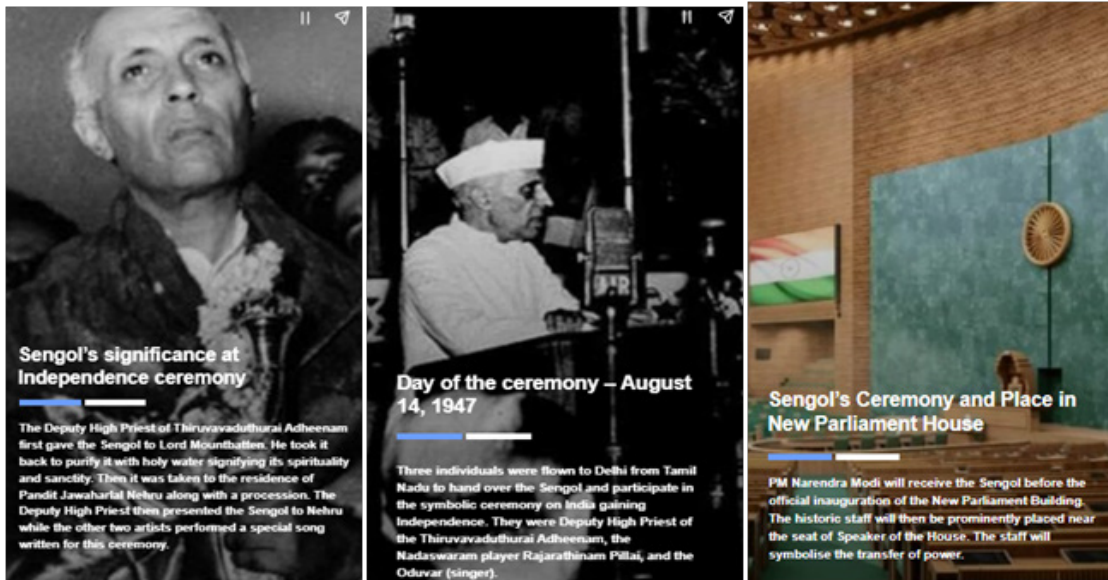 Sengol's significance at
Independence ceremony
The Deputy High Priest of Thiruvavaduthurai Adheenam
first gave the Sengol to Lord Mountbatten. He took it
back to purify it with holy water signifying its spirituality
and sanctity. Then it was taken to the residence of
Pandit Jawaharlal Nehru along with a procession. The
Deputy High Priest then presented the Sengol to Nehru
while the other two artists performed a special song
written for this ceremony.
AIR
Day of the ceremony – August
14, 1947
Three individuals were flown to Delhi from Tamil
Nadu to hand over the Sengol and participate in
the symbolic ceremony on India gaining
Independence. They were Deputy High Priest of
the Thiruvavaduthurai Adheenam, the
Nadaswaram player Rajarathinam Pillai, and the
Oduvar (singer).
Sengol's Ceremony and Place in
New Parliament House
PM Narendra Modi will receive the Sengol before the
official inauguration of the New Parliament Building.
The historic staff will then be prominently placed near
the seat of Speaker of the House. The staff will
symbolise the transfer of power.